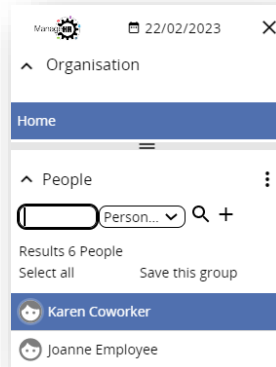 ManagHR 22/02/2023
Organisation
Home
People
Person...
Results 6 People
Select all Save this group
Karen Coworker
Joanne Employee